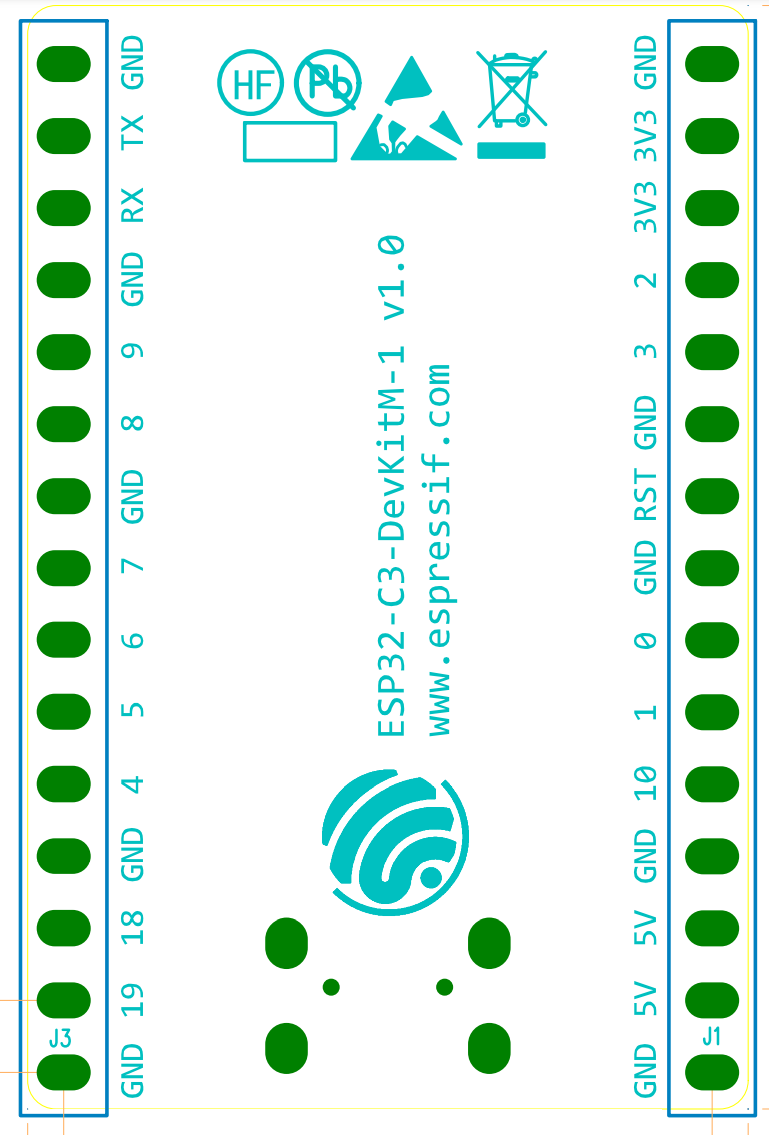 HF
Pb
ESP32-C3-DevKitM-1 v1.0
www.espressif.com
GND
TX
RX
GND
9
8
GND
7
6
5
4
GND
18
19
GND
J3
GND
3V3
3V3
2
3
GND
RST
GND
0
1
10
GND
5V
5V
GND
J1